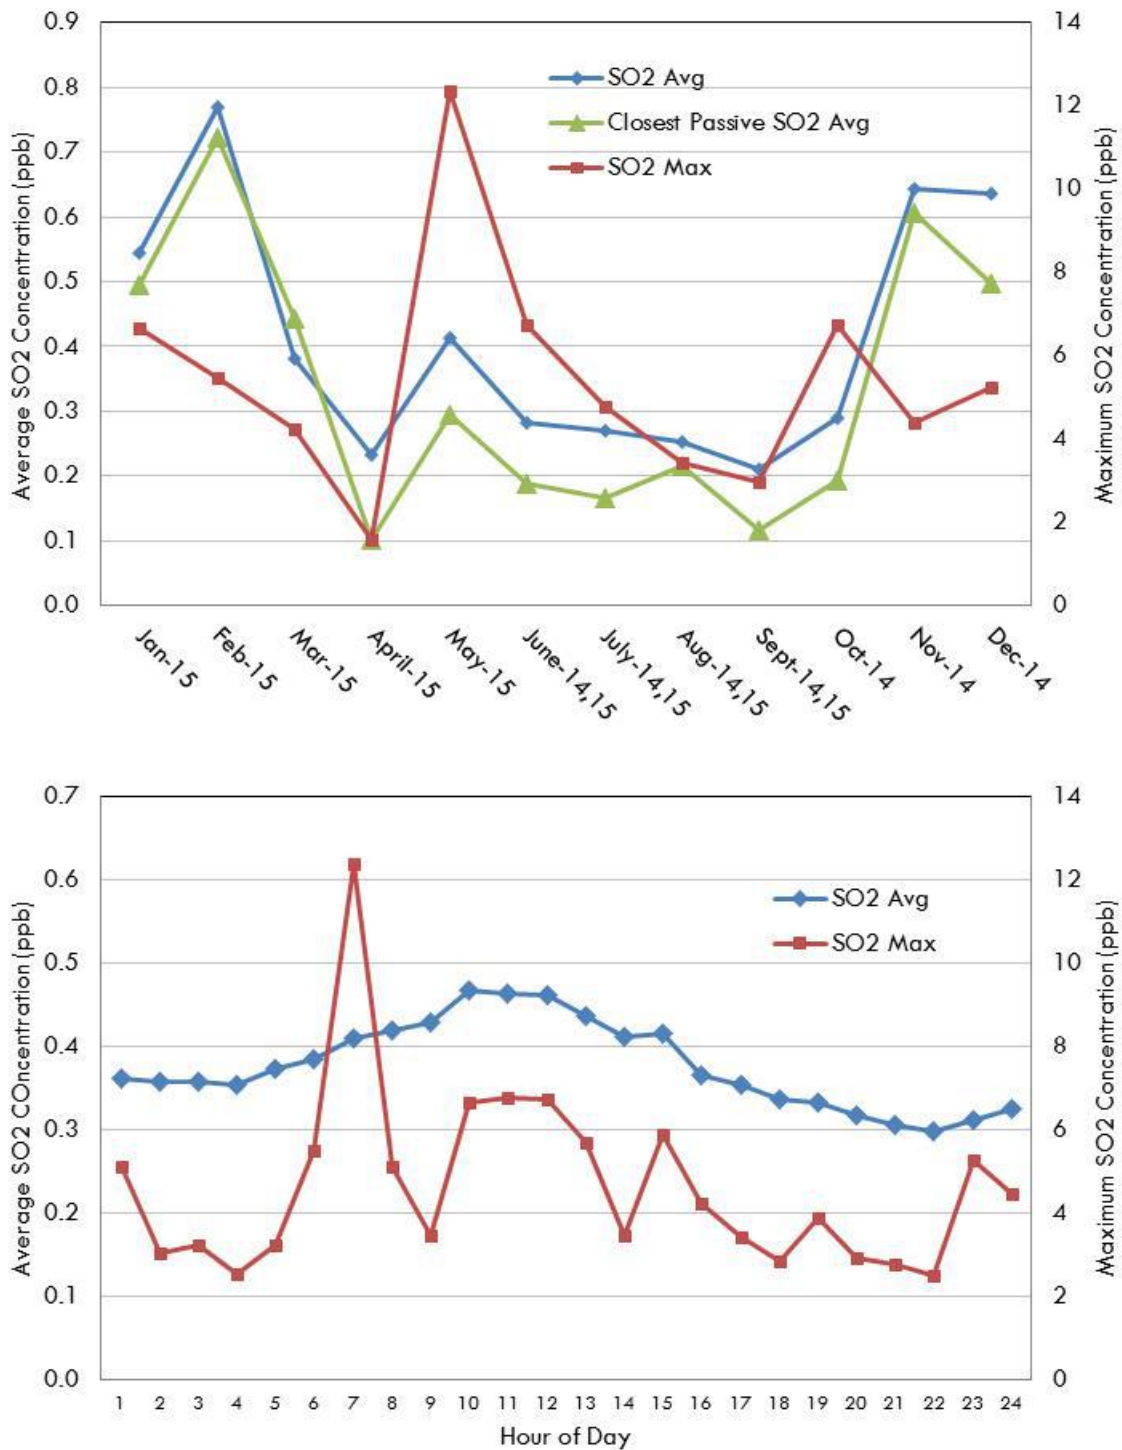 0.9
0.8
0.7
0.6
0.5
0.4
0.3
0.2
0.1
0.0
Average SO2 Concentration (ppb)
SO2 Avg
Closest Passive SO2 Avg
SO2 Max
14
12
10
8
6
4
2
0
Maximum SO2 Concentration (ppb)
Jan-15
Feb-15
Mar-15
April-15
May-15
June-14,15
July-14,15
Aug-14,15
Sept-14,15
Oct-14
Nov-14
Dec-14
0.7
0.6
0.5
0.4
0.3
0.2
0.1
0.0
Average SO2 COncentration (ppb)
SO2 Avg
SO2 Max
14
12
10
8
6
4
2
0
Maximum SO2 Concentration (ppb)
1 2 3 4 5 6 7 8 9 10 11 12 13 14 15 16 17 18 19 20 21 22 23 24
Hour of Day